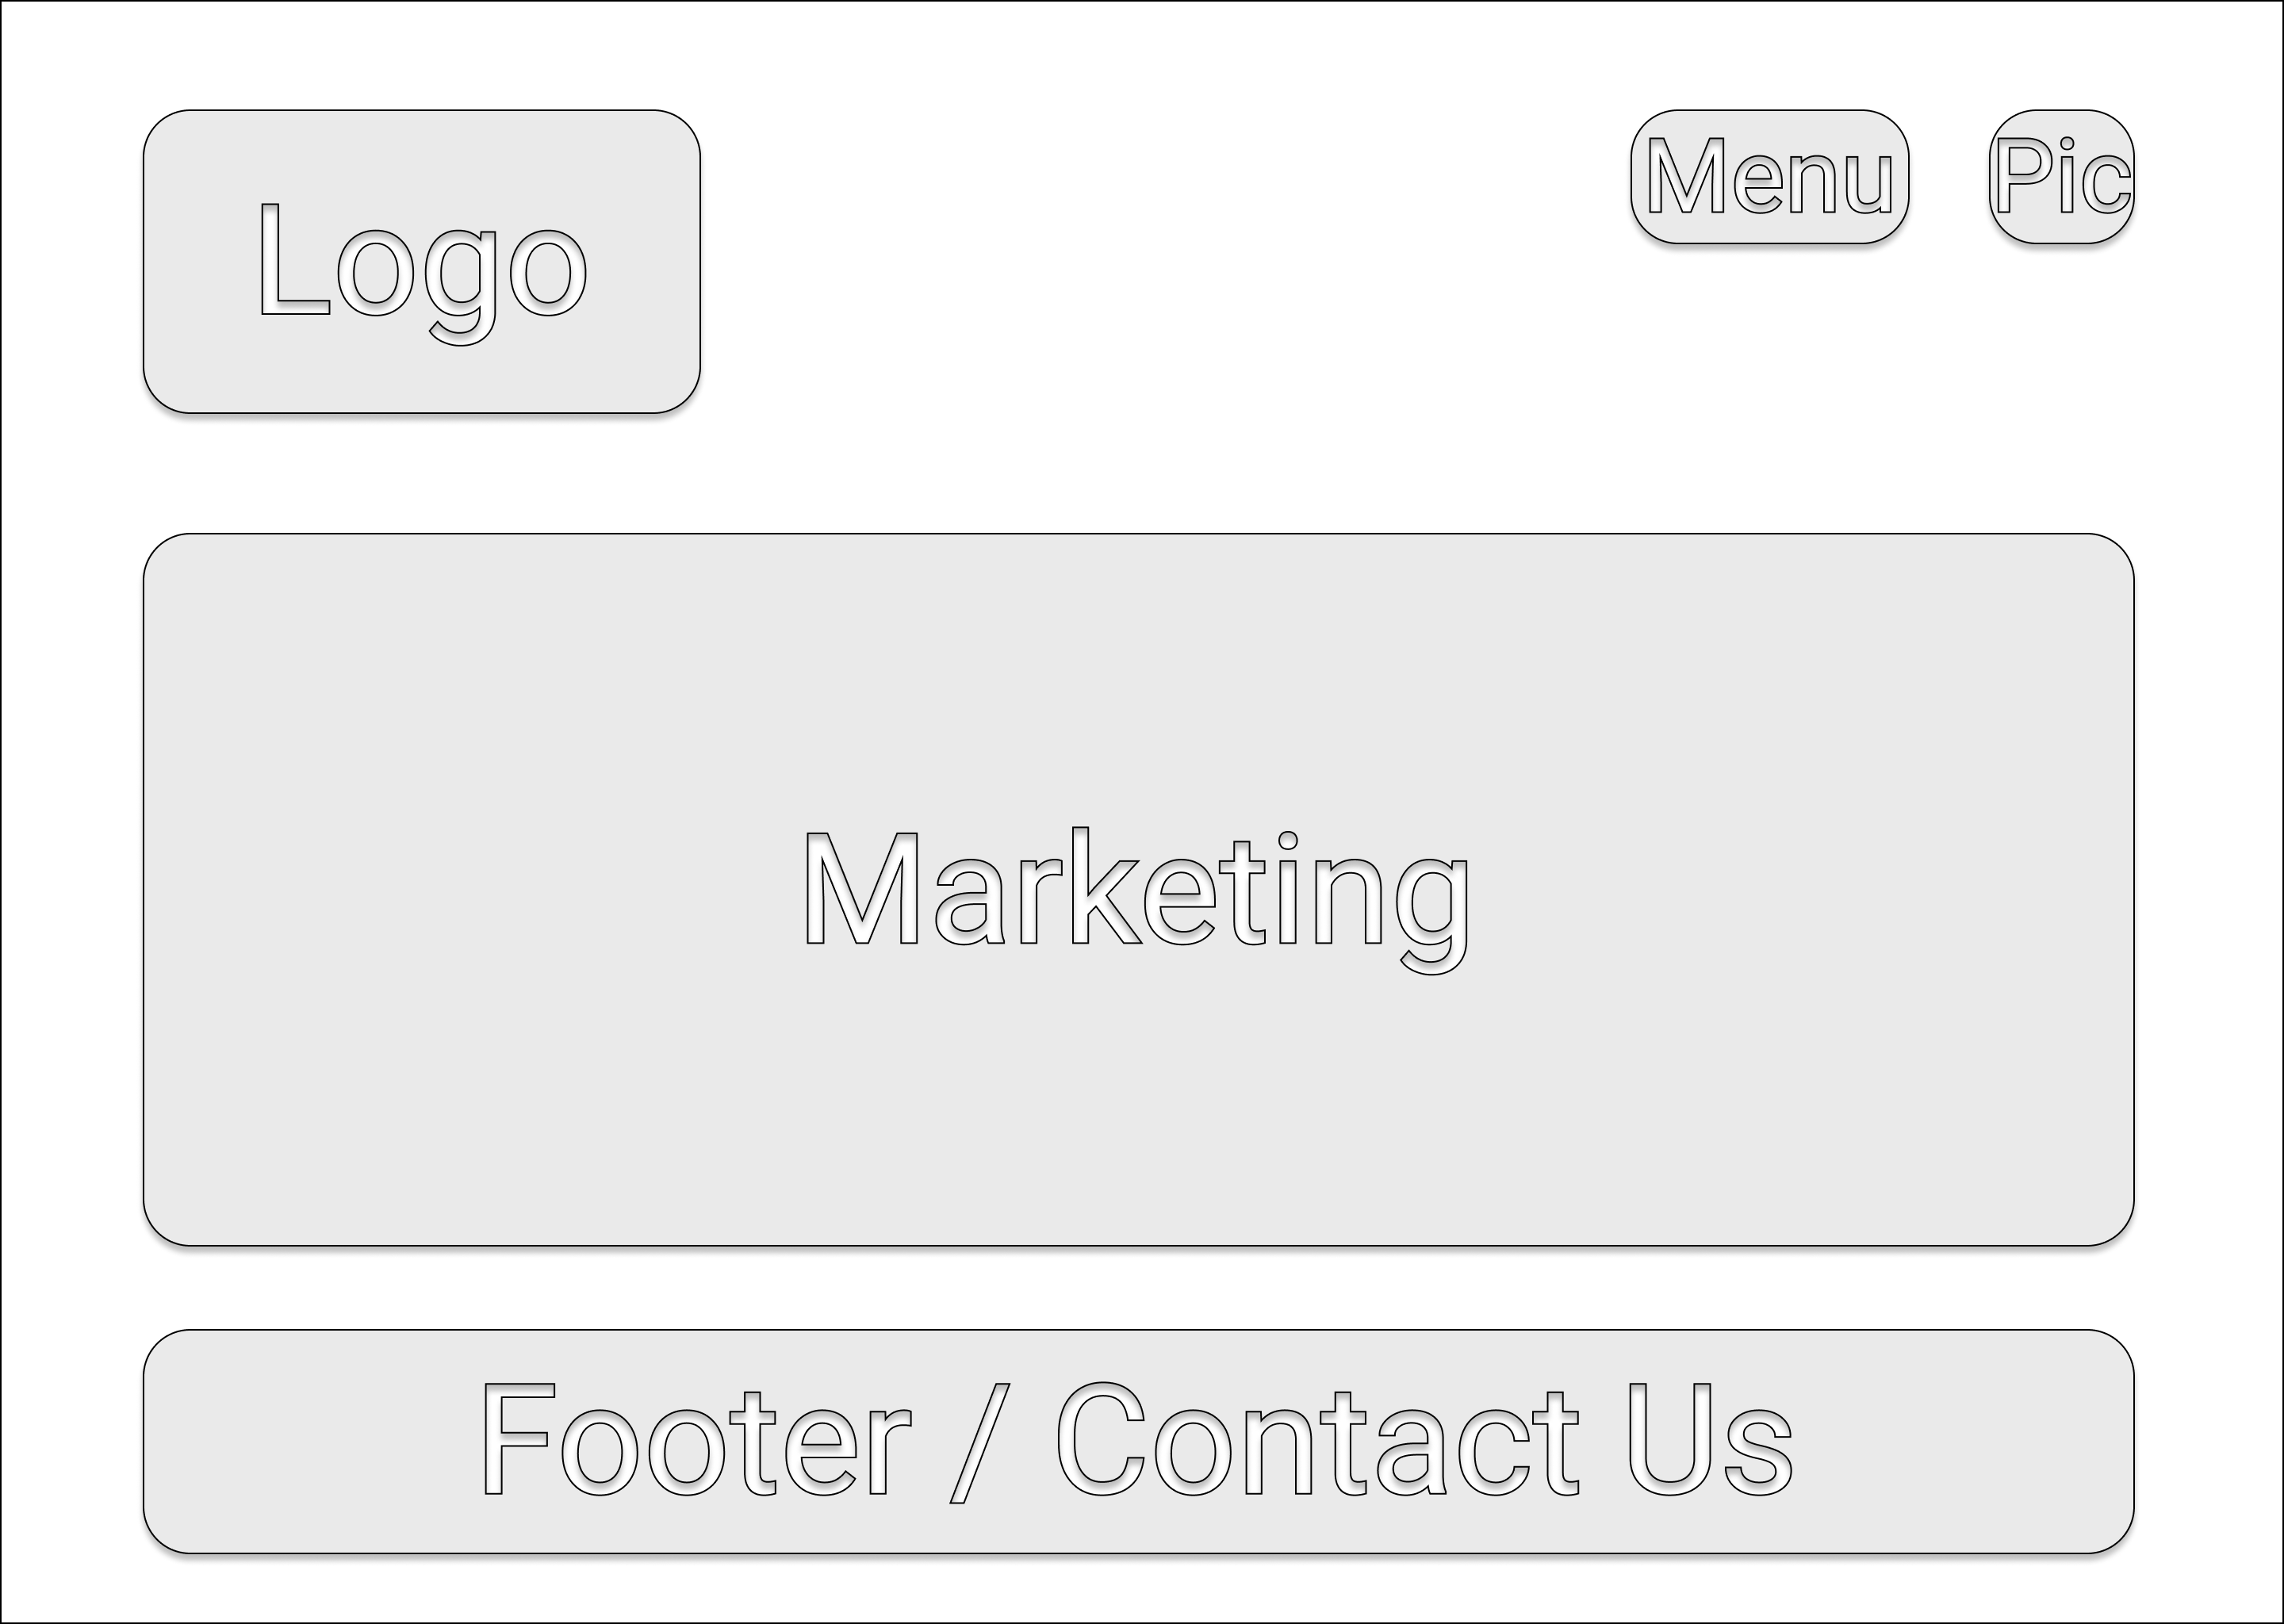 Logo
Menu
Pic
Marketing
Footer / Contact Us